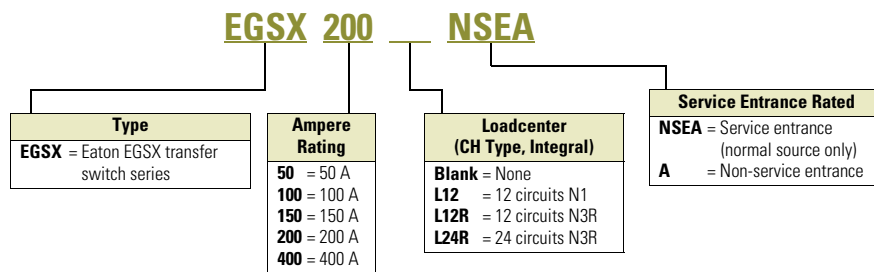 EGSX 200 __ NSEA
Type
EGSX = Eaton EGSX transfer
switch series
Ampere
Rating
50 = 50 A
100 = 100 A
150 = 150 A
200 = 200 A
400 = 400 A
Loadcenter
(CH Type, Integral)
Blank = None
L12 = 12 circuits N1
L12R = 12 circuits N3R
L24R = 24 circuits N3R
Service Entrance Rated
NSEA = Service entrance
(normal source only)
A = Non-service entrance